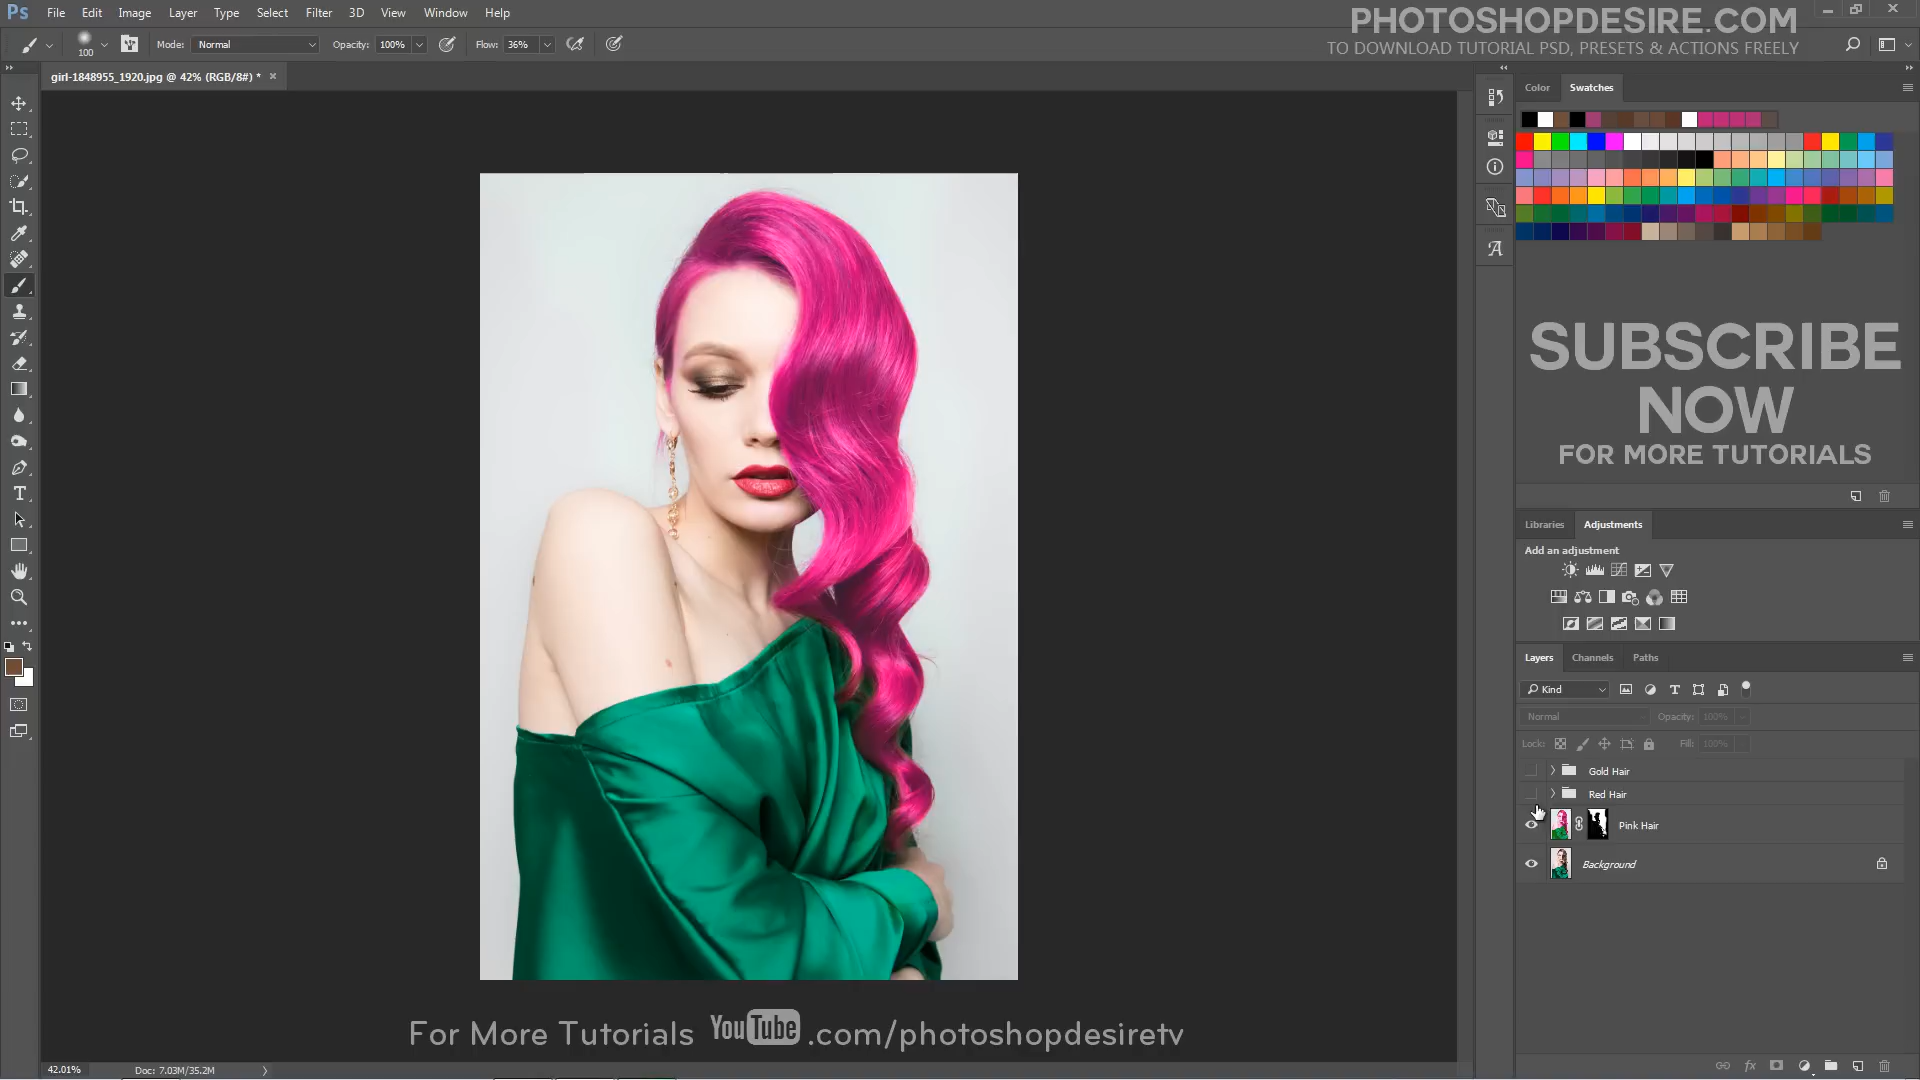 Ps File Edit Image Layer Type Select Filter 3D View Window Help
PHOTOSHOPDESIRE.COM
TO DOWNLOAD TUTORIAL PSD, PRESETS & ACTIONS FREELY
100 Mode: Normal Opacity: 100% Flow: 36%
girl-1848955_1920.jpg @ 42% (RGB/8#) *
Color Swatches
SUBSCRIBE
NOW
FOR MORE TUTORIALS
Libraries Adjustments
Add an adjustment
Layers Channels Paths
Kind
Normal Opacity: 100%
Lock: Fill: 100%
Gold Hair
Red Hair
Pink Hair
Background
For More Tutorials YouTube .com/photoshopdesiretv
42.01% Doc: 7.03M/35.2M